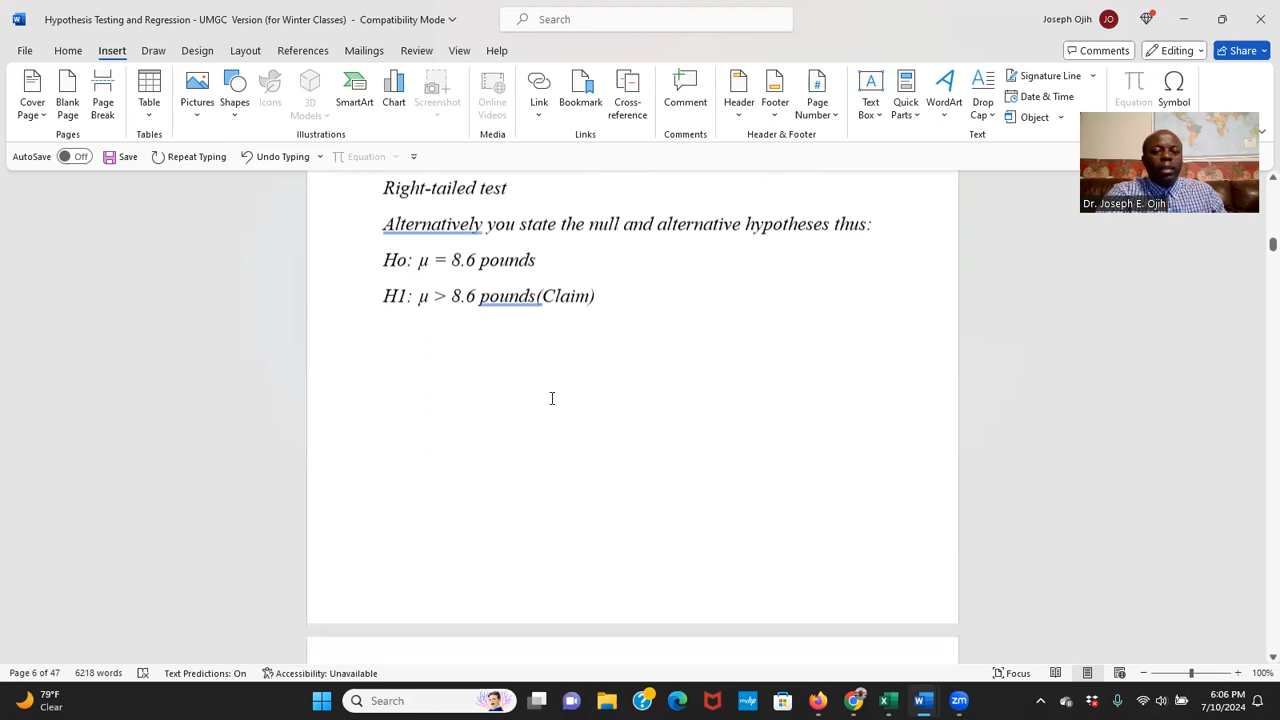 Hypothesis Testing and Regression - UMGC Version (for Winter Classes) - Compatibility Mode
Search
Joseph Ojih
JO
File Home Insert Draw Design Layout References Mailings Review View Help
Comments
Editing
Share
Cover Page
Blank Page
Page Break
Table
Pictures
Shapes
Icons
3D Models
SmartArt
Chart
Screenshot
Online Videos
Link
Bookmark
Cross-reference
Comment
Header
Footer
Page Number
Text Box
Quick Parts
WordArt
Drop Cap
Signature Line
Date & Time
Object
Equation
Symbol
Pages
Tables
Illustrations
Media
Links
Comments
Header & Footer
Text
AutoSave Off Save Repeat Typing Undo Typing Equation
Dr. Joseph E. Ojih
Right-tailed test
Alternatively you state the null and alternative hypotheses thus:
Ho: µ = 8.6 pounds
H1: µ > 8.6 pounds(Claim)
Page 6 of 47 6218 words Text Predictions: On Accessibility: Unavailable Focus 100%
79°F
Clear
Search
mdlp
zm
6:06 PM
7/10/2024